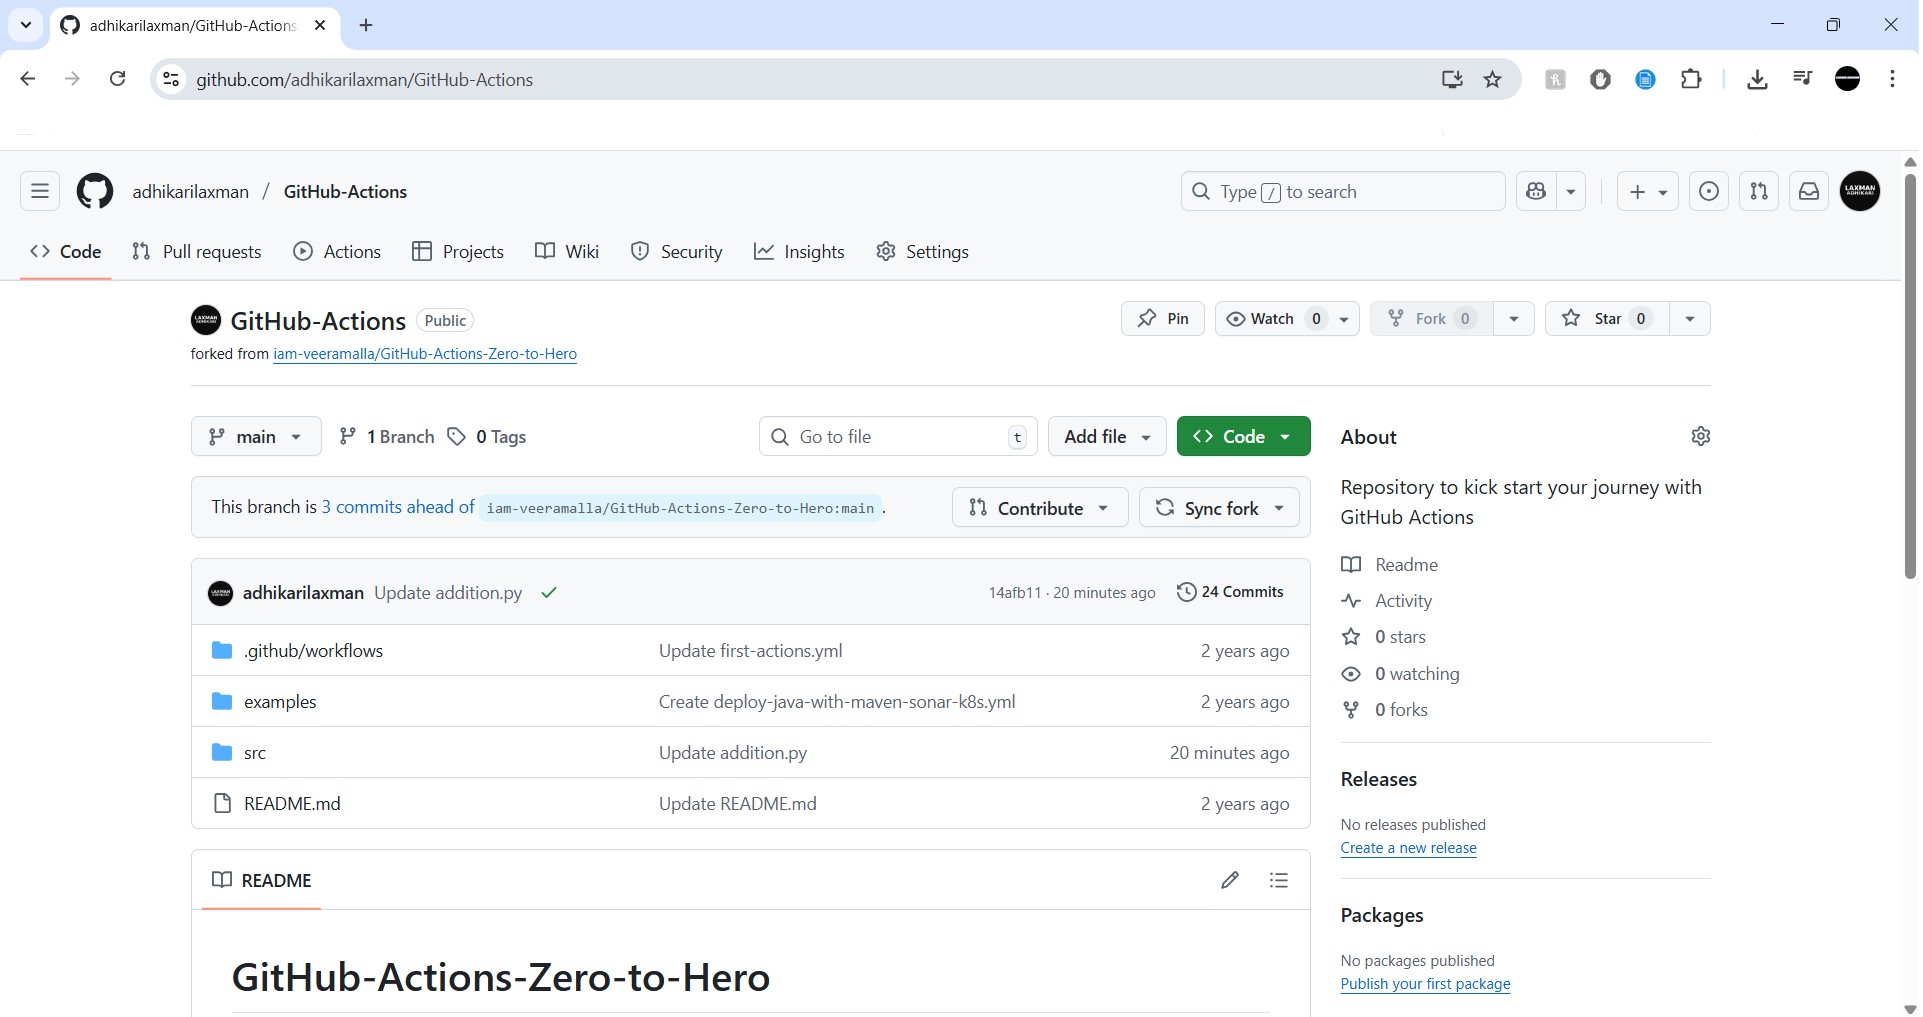 adhikarilaxman/GitHub-Actions
github.com/adhikarilaxman/GitHub-Actions
adhikarilaxman / GitHub-Actions
Type / to search
LAXMAN ADHIKARI
Code Pull requests Actions Projects Wiki Security Insights Settings
GitHub-Actions Public
Pin Watch 0 Fork 0 Star 0
forked from iam-veeramalla/GitHub-Actions-Zero-to-Hero
main 1 Branch 0 Tags Go to file t Add file Code
This branch is 3 commits ahead of iam-veeramalla/GitHub-Actions-Zero-to-Hero:main .
Contribute Sync fork
adhikarilaxman Update addition.py 14afb11 · 20 minutes ago 24 Commits
.github/workflows Update first-actions.yml 2 years ago
examples Create deploy-java-with-maven-sonar-k8s.yml 2 years ago
src Update addition.py 20 minutes ago
README.md Update README.md 2 years ago
README
GitHub-Actions-Zero-to-Hero
About
Repository to kick start your journey with
GitHub Actions
Readme
Activity
0 stars
0 watching
0 forks
Releases
No releases published
Create a new release
Packages
No packages published
Publish your first package